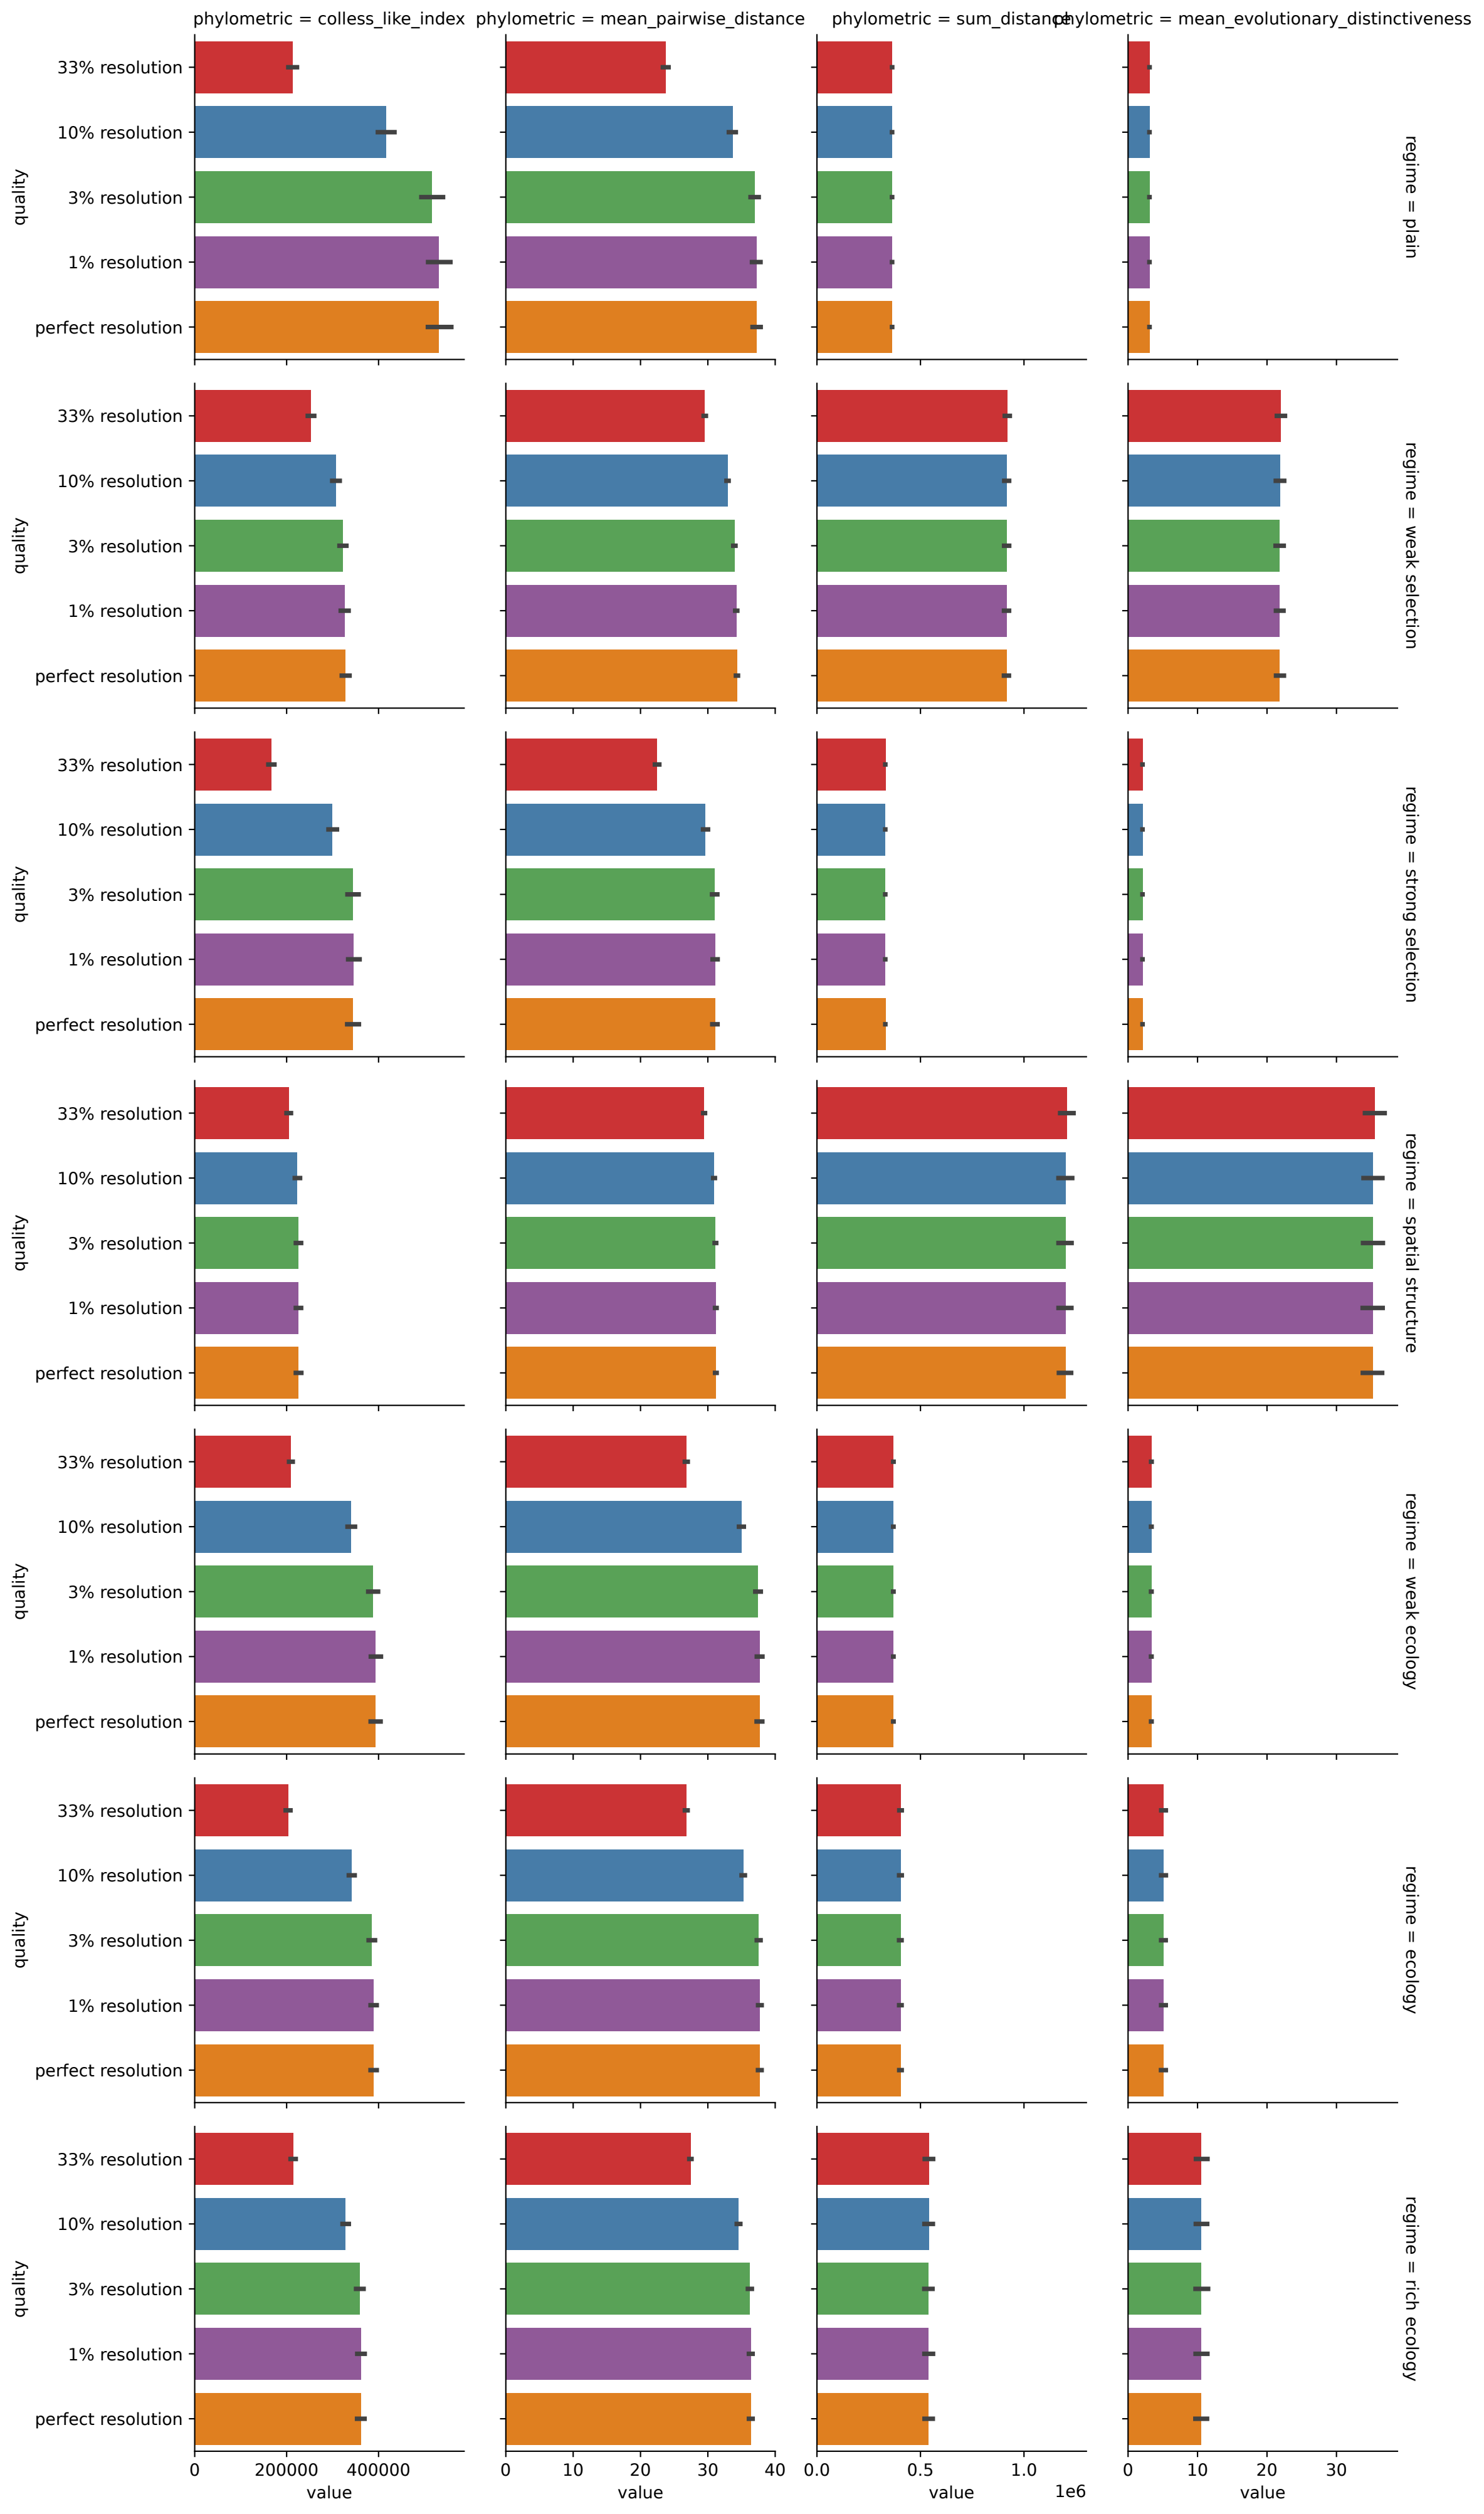 phylometric = colless_like_index
phylometric = mean_pairwise_distance
phylometric = sum_distance
phylometric = mean_evolutionary_distinctiveness
quality
33% resolution
10% resolution
3% resolution
1% resolution
perfect resolution
regime = plain
quality
33% resolution
10% resolution
3% resolution
1% resolution
perfect resolution
regime = weak selection
quality
33% resolution
10% resolution
3% resolution
1% resolution
perfect resolution
regime = strong selection
quality
33% resolution
10% resolution
3% resolution
1% resolution
perfect resolution
regime = spatial structure
quality
33% resolution
10% resolution
3% resolution
1% resolution
perfect resolution
regime = weak ecology
quality
33% resolution
10% resolution
3% resolution
1% resolution
perfect resolution
regime = ecology
quality
33% resolution
10% resolution
3% resolution
1% resolution
perfect resolution
regime = rich ecology
0 200000 400000
value
0 10 20 30 40
value
0.0 0.5 1.0
1e6
value
0 10 20 30
value